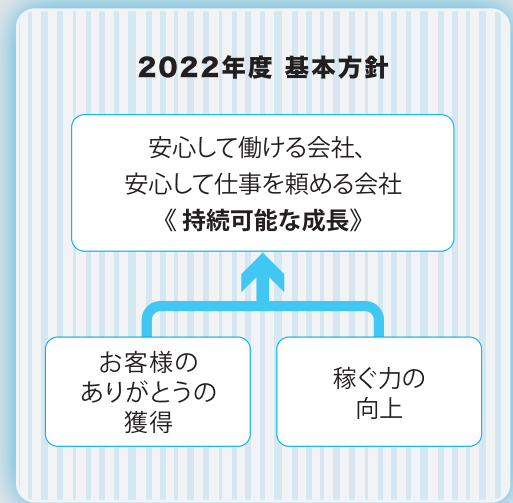 2022年度 基本方針
安心して働ける会社、
安心して仕事を頼める会社
《 持続可能な成長》
お客様の
ありがとうの
獲得
稼ぐ力の
向上